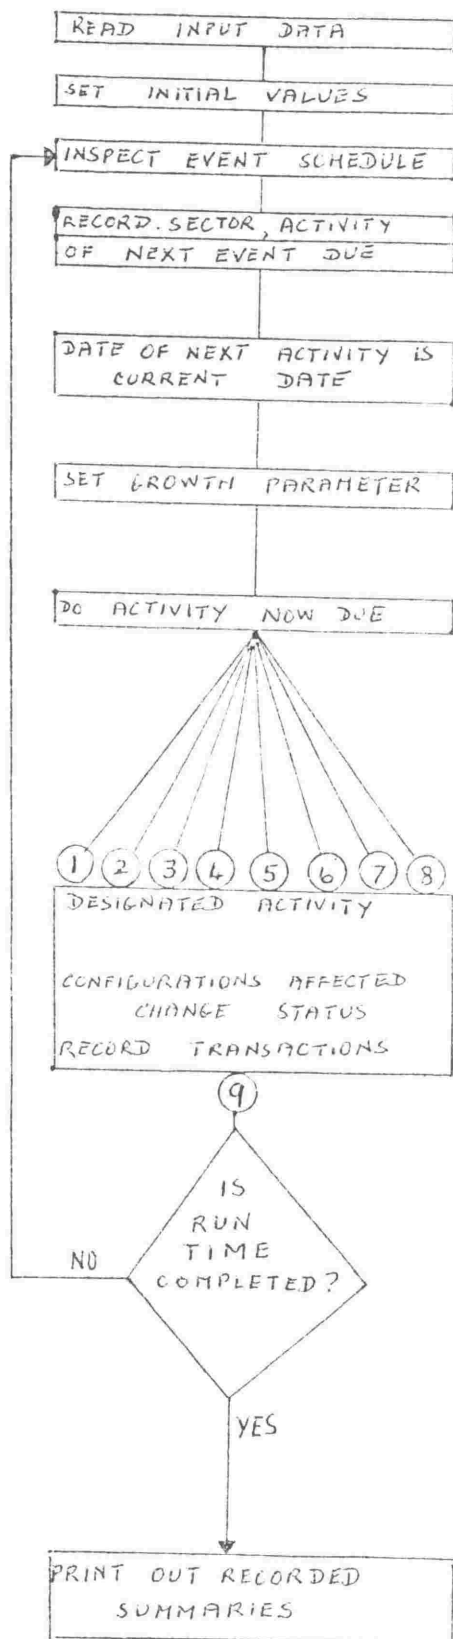 READ INPUT DATA
SET INITIAL VALUES
INSPECT EVENT SCHEDULE
RECORD. SECTOR, ACTIVITY
OF NEXT EVENT DUE
DATE OF NEXT ACTIVITY IS
CURRENT DATE
SET GROWTH PARAMETER
DO ACTIVITY NOW DUE
1 2 3 4 5 6 7 8
DESIGNATED ACTIVITY
CONFIGURATIONS AFFECTED
CHANGE STATUS
RECORD TRANSACTIONS
9
IS
RUN
TIME
COMPLETED?
NO
YES
PRINT OUT RECORDED
SUMMARIES